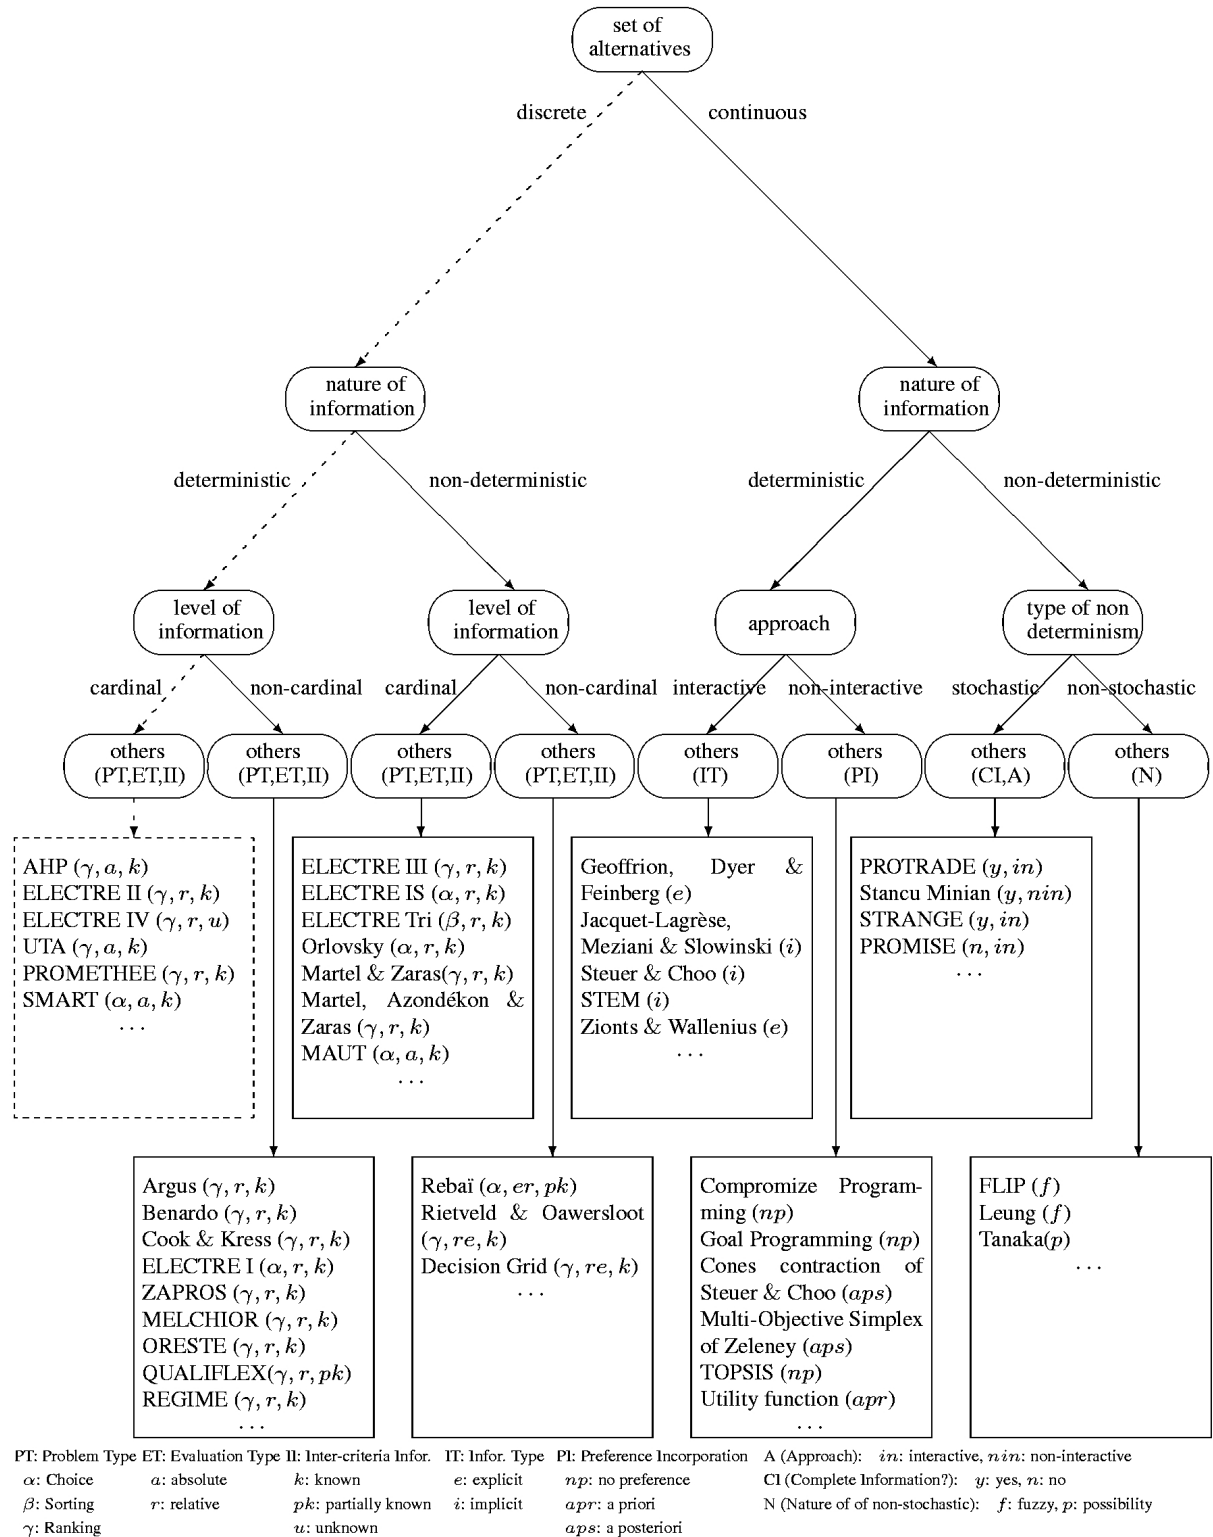 set of
alternatives
discrete
continuous
nature of
information
nature of
information
deterministic
non-deterministic
deterministic
non-deterministic
level of
information
level of
information
approach
type of non
determinism
cardinal
non-cardinal
cardinal
non-cardinal
interactive
non-interactive
stochastic
non-stochastic
others
(PT,ET,II)
others
(PT,ET,II)
others
(PT,ET,II)
others
(PT,ET,II)
others
(IT)
others
(PI)
others
(CI,A)
others
(N)
AHP (γ, a, k)
ELECTRE II (γ, r, k)
ELECTRE IV (γ, r, u)
UTA (γ, a, k)
PROMETHEE (γ, r, k)
SMART (α, a, k)
...
ELECTRE III (γ, r, k)
ELECTRE IS (α, r, k)
ELECTRE Tri (β, r, k)
Orlovsky (α, r, k)
Martel & Zaras(γ, r, k)
Martel, Azondékon &
Zaras (γ, r, k)
MAUT (α, a, k)
...
Geoffrion, Dyer &
Feinberg (e)
Jacquet-Lagrèse,
Meziani & Slowinski (i)
Steuer & Choo (i)
STEM (i)
Zionts & Wallenius (e)
...
PROTRADE (y, in)
Stancu Minian (y, nin)
STRANGE (y, in)
PROMISE (n, in)
...
Argus (γ, r, k)
Benardo (γ, r, k)
Cook & Kress (γ, r, k)
ELECTRE I (α, r, k)
ZAPROS (γ, r, k)
MELCHIOR (γ, r, k)
ORESTE (γ, r, k)
QUALIFLEX(γ, r, pk)
REGIME (γ, r, k)
...
Rebaï (α, er, pk)
Rietveld & Oawersloot
(γ, re, k)
Decision Grid (γ, re, k)
...
Compromize Program-
ming (np)
Goal Programming (np)
Cones contraction of
Steuer & Choo (aps)
Multi-Objective Simplex
of Zeleney (aps)
TOPSIS (np)
Utility function (apr)
...
FLIP (f)
Leung (f)
Tanaka(p)
...
PT: Problem Type ET: Evaluation Type II: Inter-criteria Infor. IT: Infor. Type PI: Preference Incorporation A (Approach): in: interactive, nin: non-interactive
α: Choice a: absolute k: known e: explicit np: no preference CI (Complete Information?): y: yes, n: no
β: Sorting r: relative pk: partially known i: implicit apr: a priori N (Nature of of non-stochastic): f: fuzzy, p: possibility
γ: Ranking u: unknown aps: a posteriori